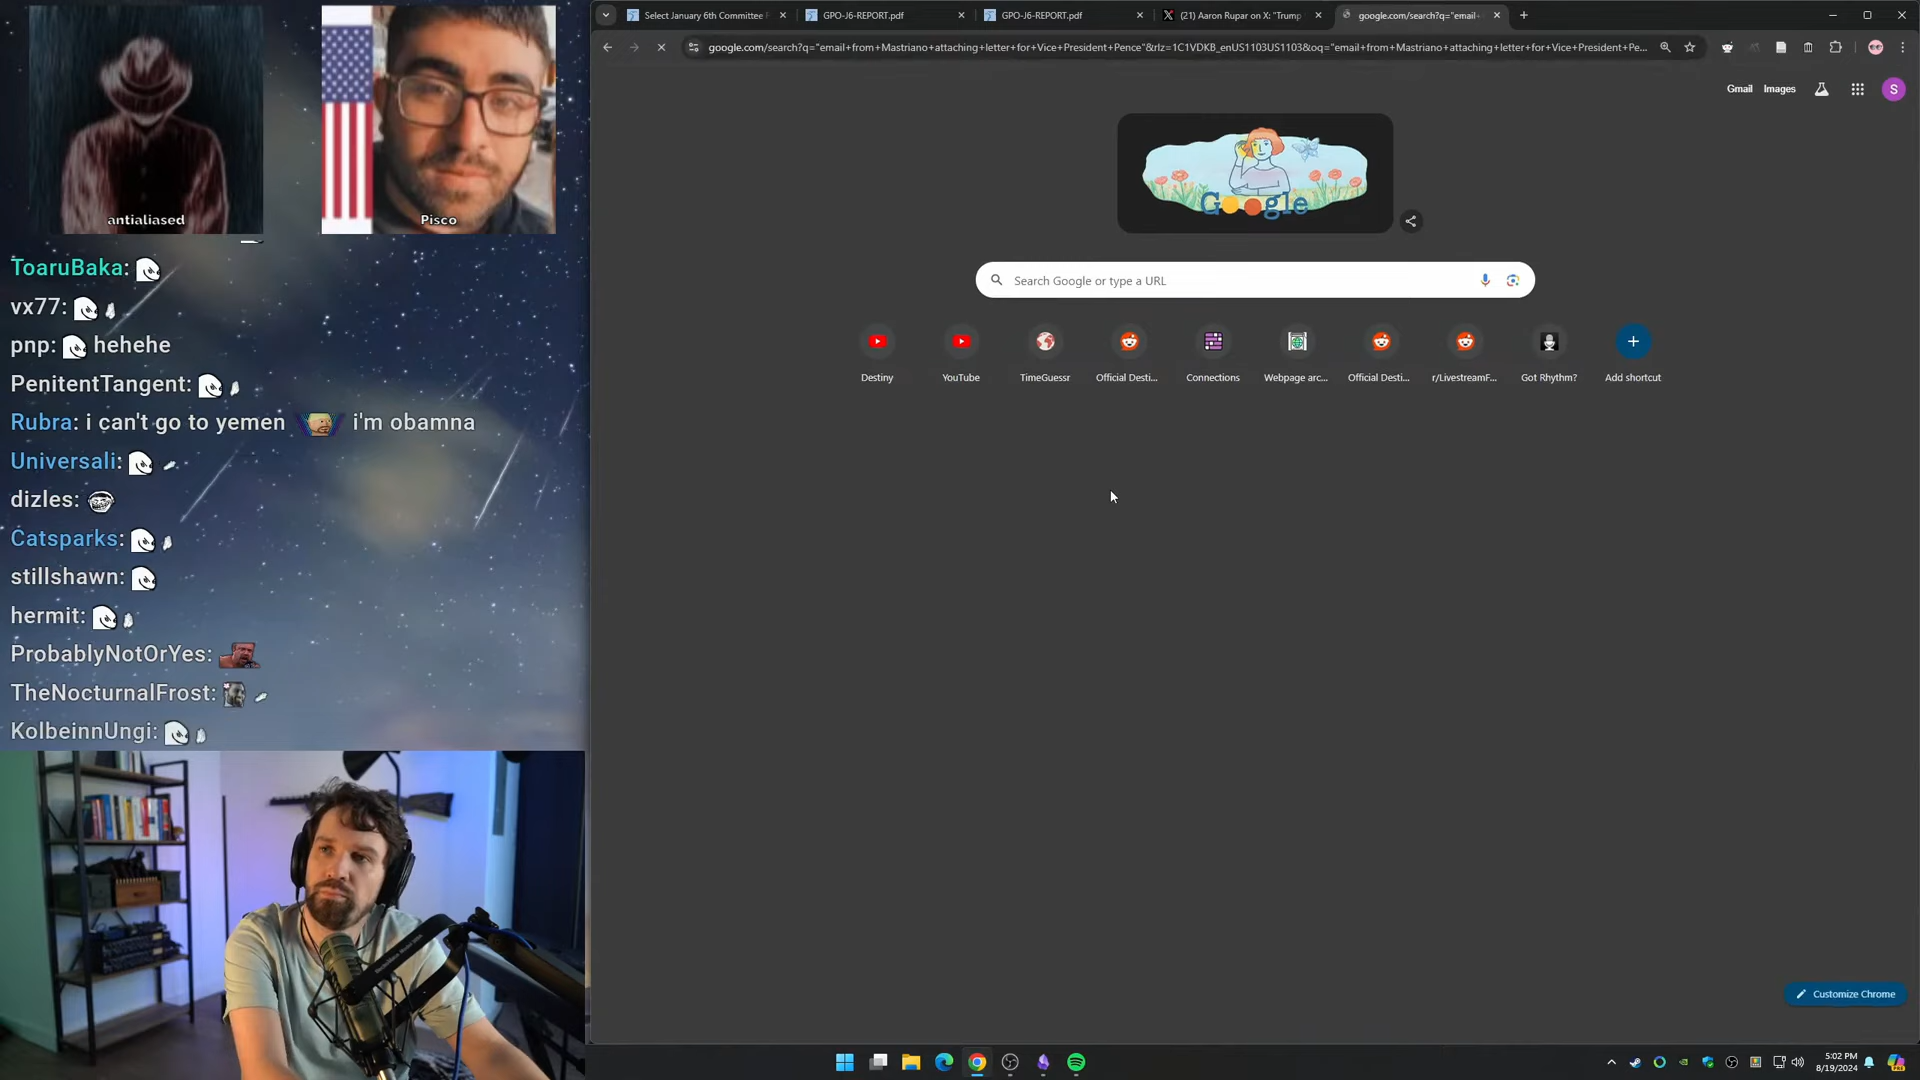 Select January 6th Committee
GPO-J6-REPORT.pdf
GPO-J6-REPORT.pdf
(21) Aaron Rupar on X: "Trump
google.com/search?q="email+
google.com/search?q="email+from+Mastriano+attaching+letter+for+Vice+President+Pence"&rlz=1C1VDKB_enUS1103US1103&oq="email+from+Mastriano+attaching+letter+for+Vice+President+Pe...
Gmail
Images
S
Google
Search Google or type a URL
Destiny
YouTube
TimeGuessr
Official Desti...
Connections
Webpage arc...
Official Desti...
r/LivestreamF...
Got Rhythm?
Add shortcut
Customize Chrome
antialiased
Pisco
ToaruBaka:
vx77:
pnp: hehehe
PenitentTangent:
Rubra: i can't go to yemen i'm obamna
Universali:
dizles:
Catsparks:
stillshawn:
hermit:
ProbablyNotOrYes:
TheNocturnalFrost:
KolbeinnUngi:
5:02 PM
8/19/2024